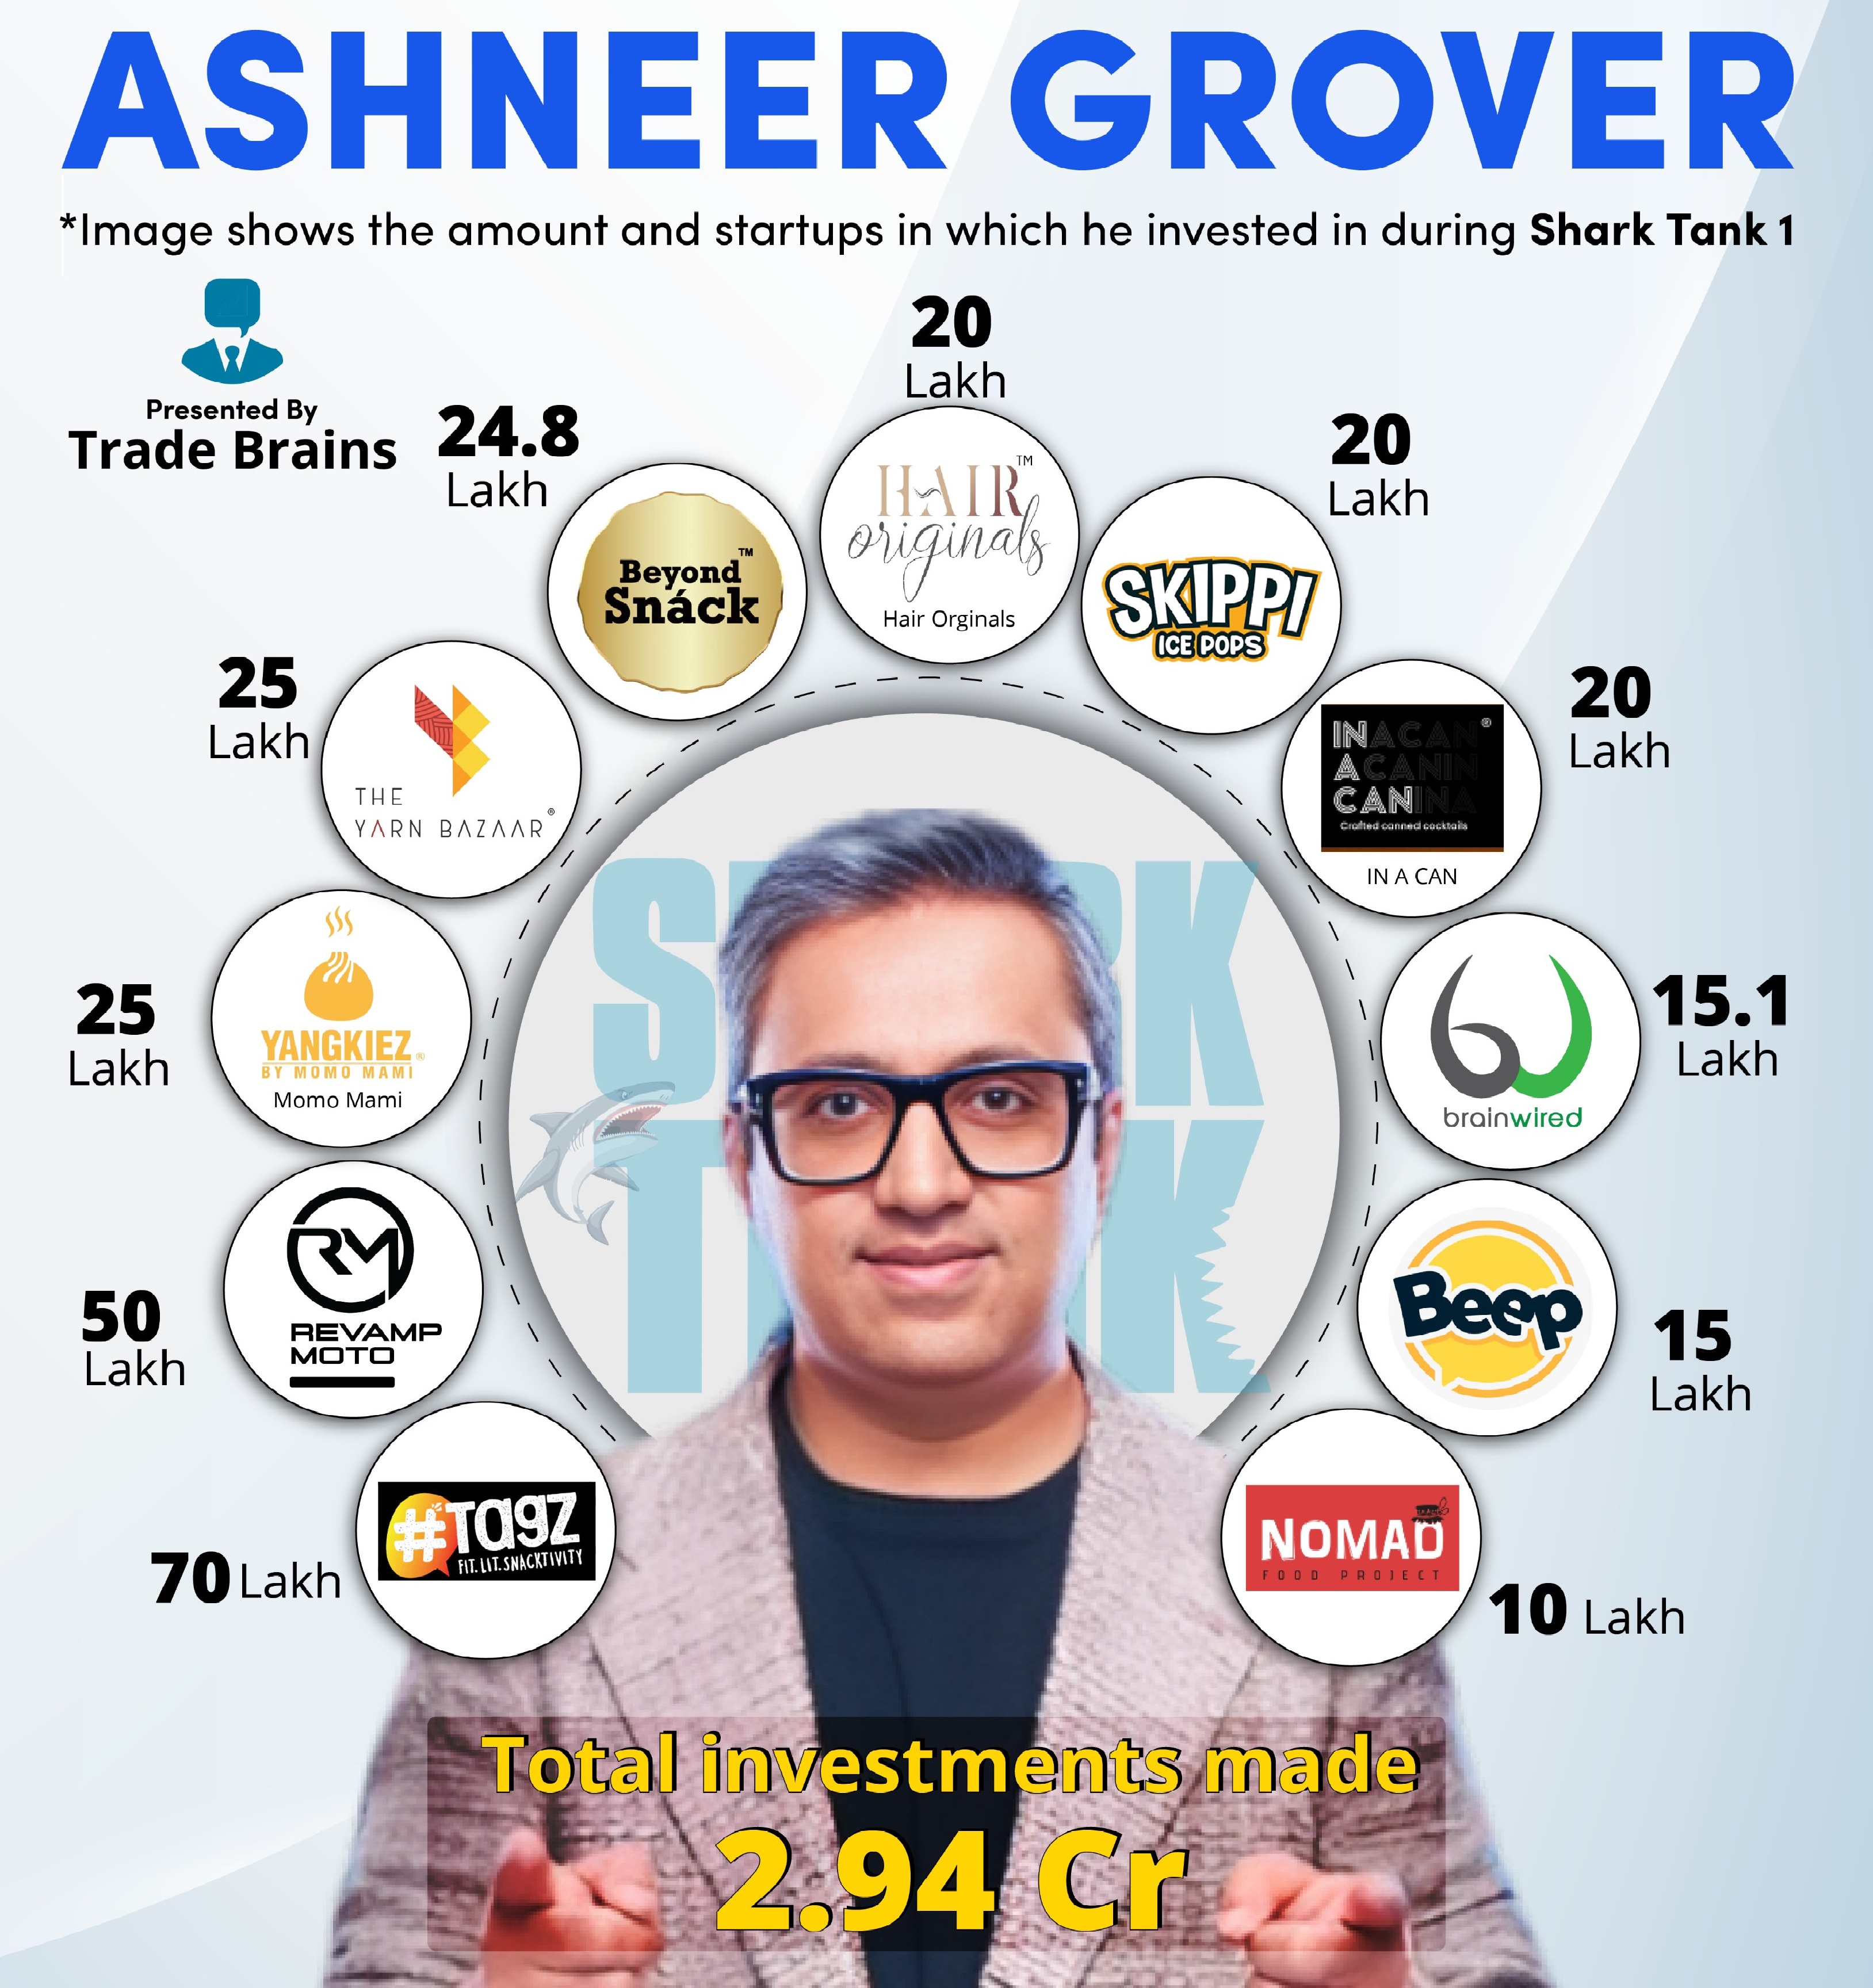 ASHNEER GROVER
*Image shows the amount and startups in which he invested in during Shark Tank 1
Presented By
Trade Brains
20
Lakh
HAIR™
originals
Hair Orginals
24.8
Lakh
Beyond™
Snáck
20
Lakh
SKIPPI
ICE POPS
25
Lakh
THE
YARN BAZAAR®
20
Lakh
INACAN®
ACANIN
CANINA
Crafted canned cocktails
IN A CAN
25
Lakh
YANGKIEZ®
BY MOMO MAMI
Momo Mami
15.1
Lakh
brainwired
50
Lakh
RM
REVAMP
MOTO
Beep
15
Lakh
70 Lakh
#TagZ
FIT.LIT.SNACKTIVITY
NOMAD
FOOD PROJECT
10 Lakh
Total investments made
2.94 Cr